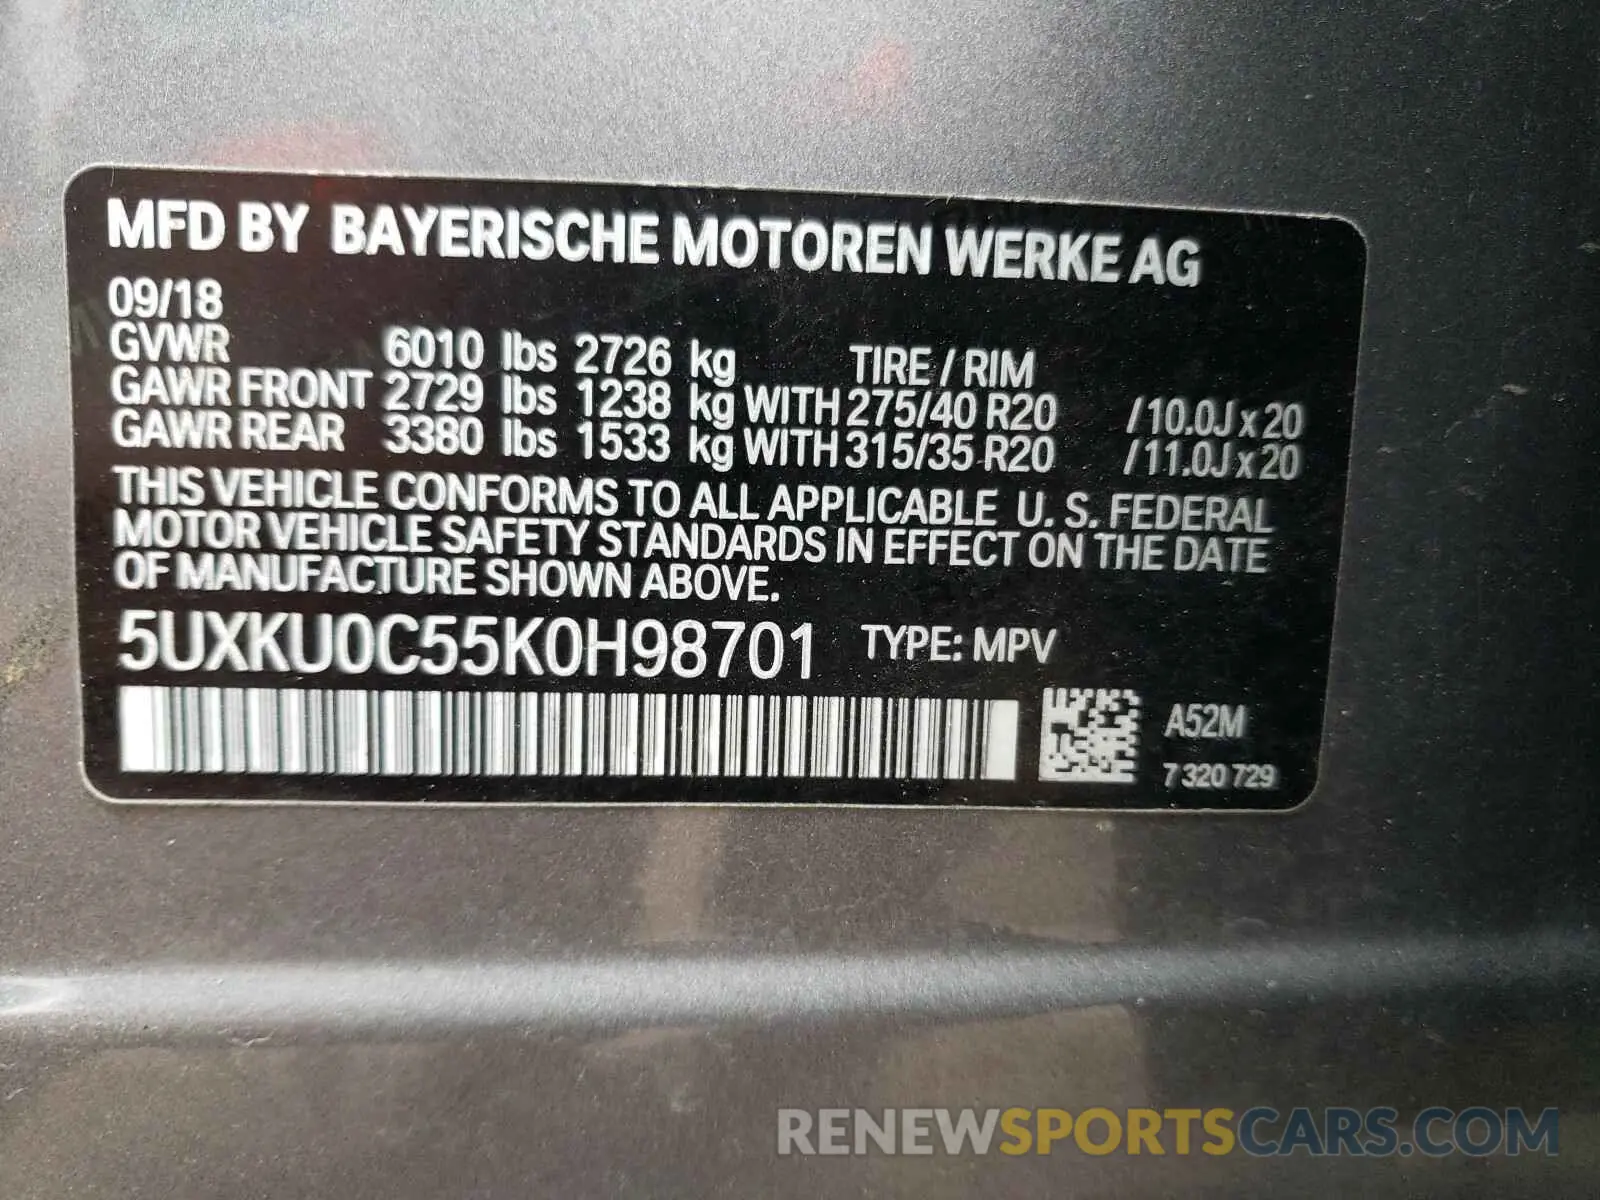 MFD BY BAYERISCHE MOTOREN WERKE AG
09/18
GVWR 6010 lbs 2726 kg TIRE / RIM
GAWR FRONT 2729 lbs 1238 kg WITH 275/40 R20 /10.0J x 20
GAWR REAR 3380 lbs 1533 kg WITH 315/35 R20 /11.0J x 20
THIS VEHICLE CONFORMS TO ALL APPLICABLE U. S. FEDERAL
MOTOR VEHICLE SAFETY STANDARDS IN EFFECT ON THE DATE
OF MANUFACTURE SHOWN ABOVE.
5UXKU0C55K0H98701 TYPE: MPV
A52M
7 320 729
RENEWSPORTSCARS.COM